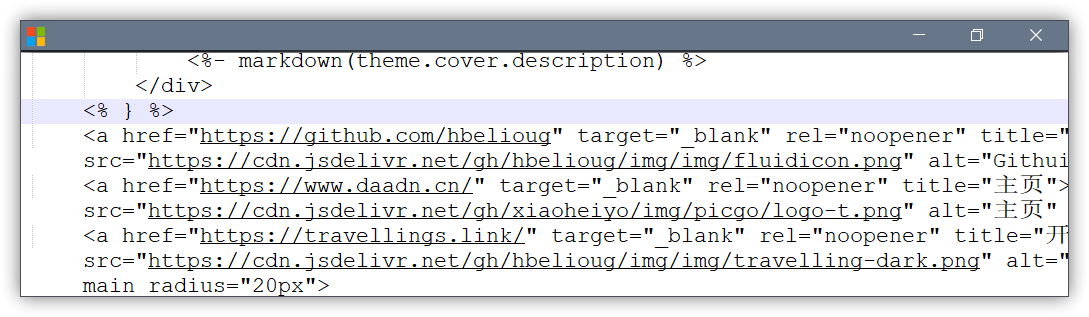 <%- markdown(theme.cover.description) %>
</div>
<% } %>
<a href="https://github.com/hbelioug" target="_blank" rel="noopener" title="
src="https://cdn.jsdelivr.net/gh/hbelioug/img/img/fluidicon.png" alt="Githui
<a href="https://www.daadn.cn/" target="_blank" rel="noopener" title="主页">
src="https://cdn.jsdelivr.net/gh/xiaoheiyo/img/picgo/logo-t.png" alt="主页"
<a href="https://travellings.link/" target="_blank" rel="noopener" title="开
src="https://cdn.jsdelivr.net/gh/hbelioug/img/img/travelling-dark.png" alt="
main radius="20px">